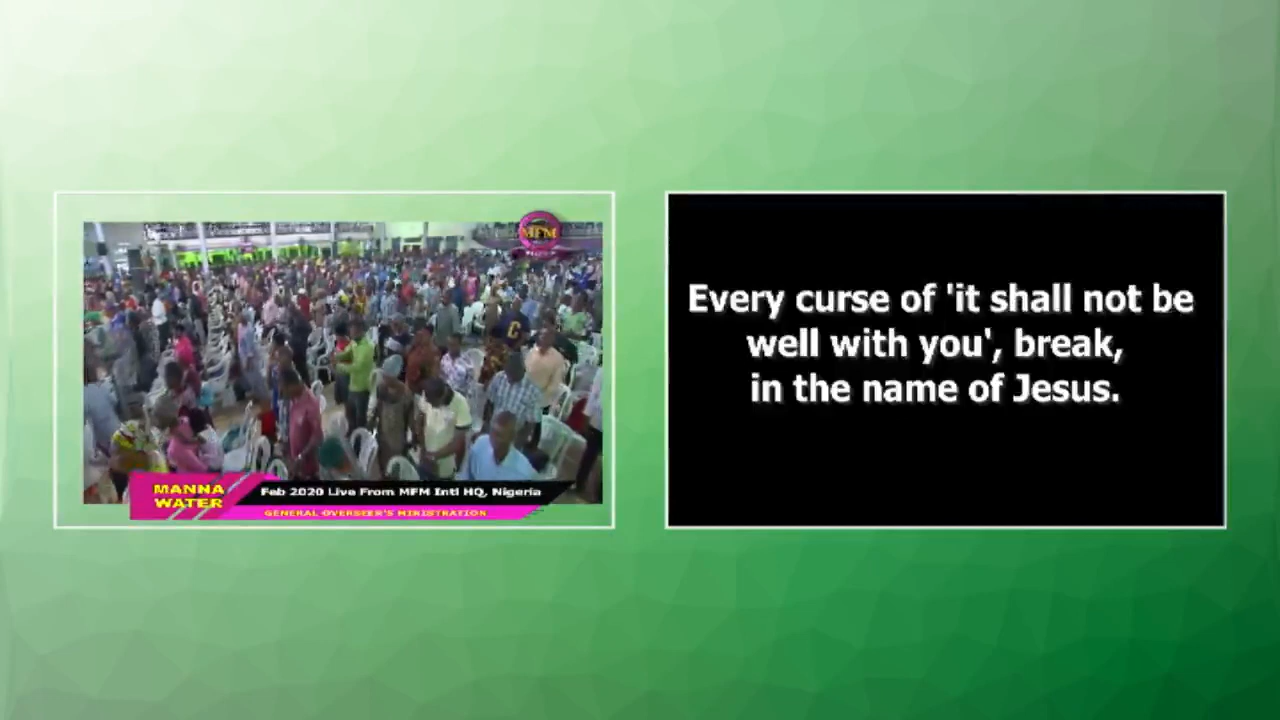 MFM
MANNA
WATER
Feb 2020 Live From MFM Intl HQ, Nigeria
GENERAL OVERSEER'S MINISTRATION
Every curse of 'it shall not be
well with you', break,
in the name of Jesus.